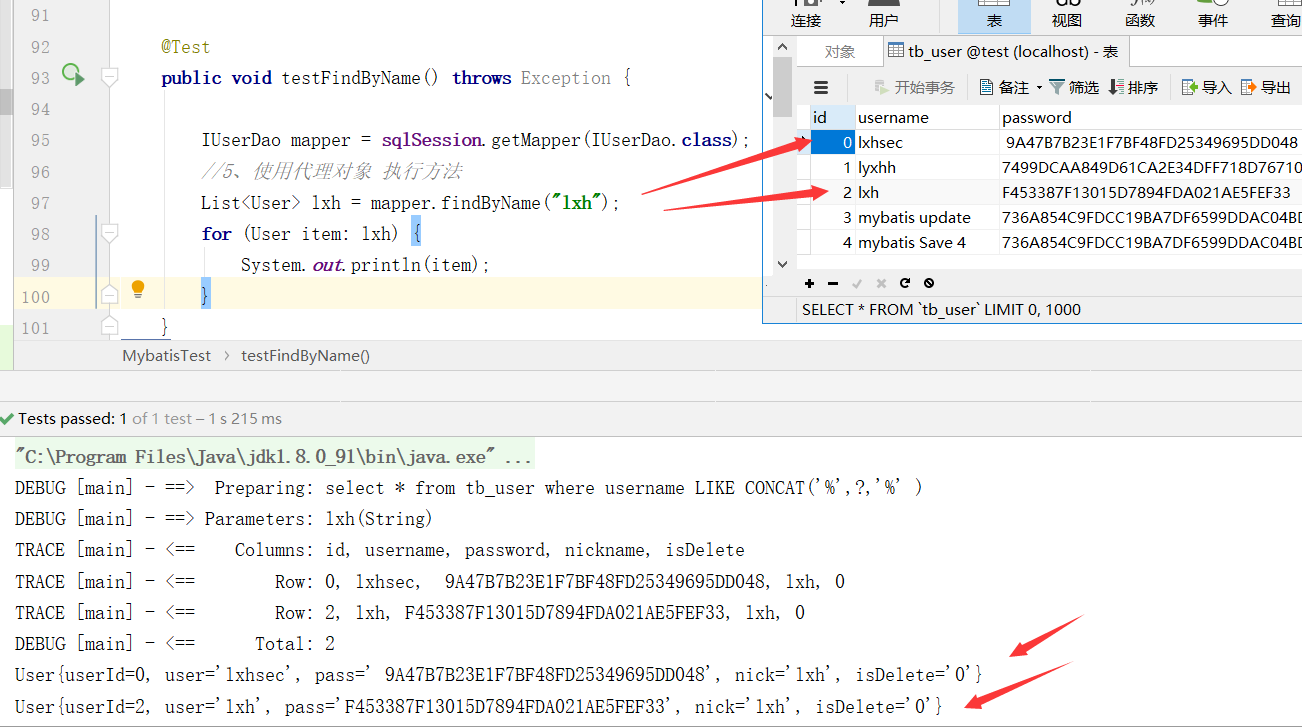 91
92 @Test
93 public void testFindByName() throws Exception {
94
95 IUserDao mapper = sqlSession.getMapper(IUserDao.class);
96 //5、使用代理对象 执行方法
97 List<User> lxh = mapper.findByName("lxh");
98 for (User item: lxh) {
99 System.out.println(item);
100 }
101 }
MybatisTest › testFindByName()
连接 用户 表 视图 函数 事件 查询
对象 tb_user @test (localhost) - 表
开始事务 备注 筛选 排序 导入 导出
id username password
0 lxhsec 9A47B7B23E1F7BF48FD25349695DD048
1 lyxhh 7499DCAA849D61CA2E34DFF718D76710
2 lxh F453387F13015D7894FDA021AE5FEF33
3 mybatis update 736A854C9FDCC19BA7DF6599DDAC04BD
4 mybatis Save 4 736A854C9FDCC19BA7DF6599DDAC04BD
SELECT * FROM `tb_user` LIMIT 0, 1000
Tests passed: 1 of 1 test – 1 s 215 ms
"C:\Program Files\Java\jdk1.8.0_91\bin\java.exe" ...
DEBUG [main] - ==>  Preparing: select * from tb_user where username LIKE CONCAT('%',?,'%' )
DEBUG [main] - ==> Parameters: lxh(String)
TRACE [main] - <==    Columns: id, username, password, nickname, isDelete
TRACE [main] - <==        Row: 0, lxhsec,  9A47B7B23E1F7BF48FD25349695DD048, lxh, 0
TRACE [main] - <==        Row: 2, lxh, F453387F13015D7894FDA021AE5FEF33, lxh, 0
DEBUG [main] - <==      Total: 2
User{userId=0, user='lxhsec', pass=' 9A47B7B23E1F7BF48FD25349695DD048', nick='lxh', isDelete='0'}
User{userId=2, user='lxh', pass='F453387F13015D7894FDA021AE5FEF33', nick='lxh', isDelete='0'}